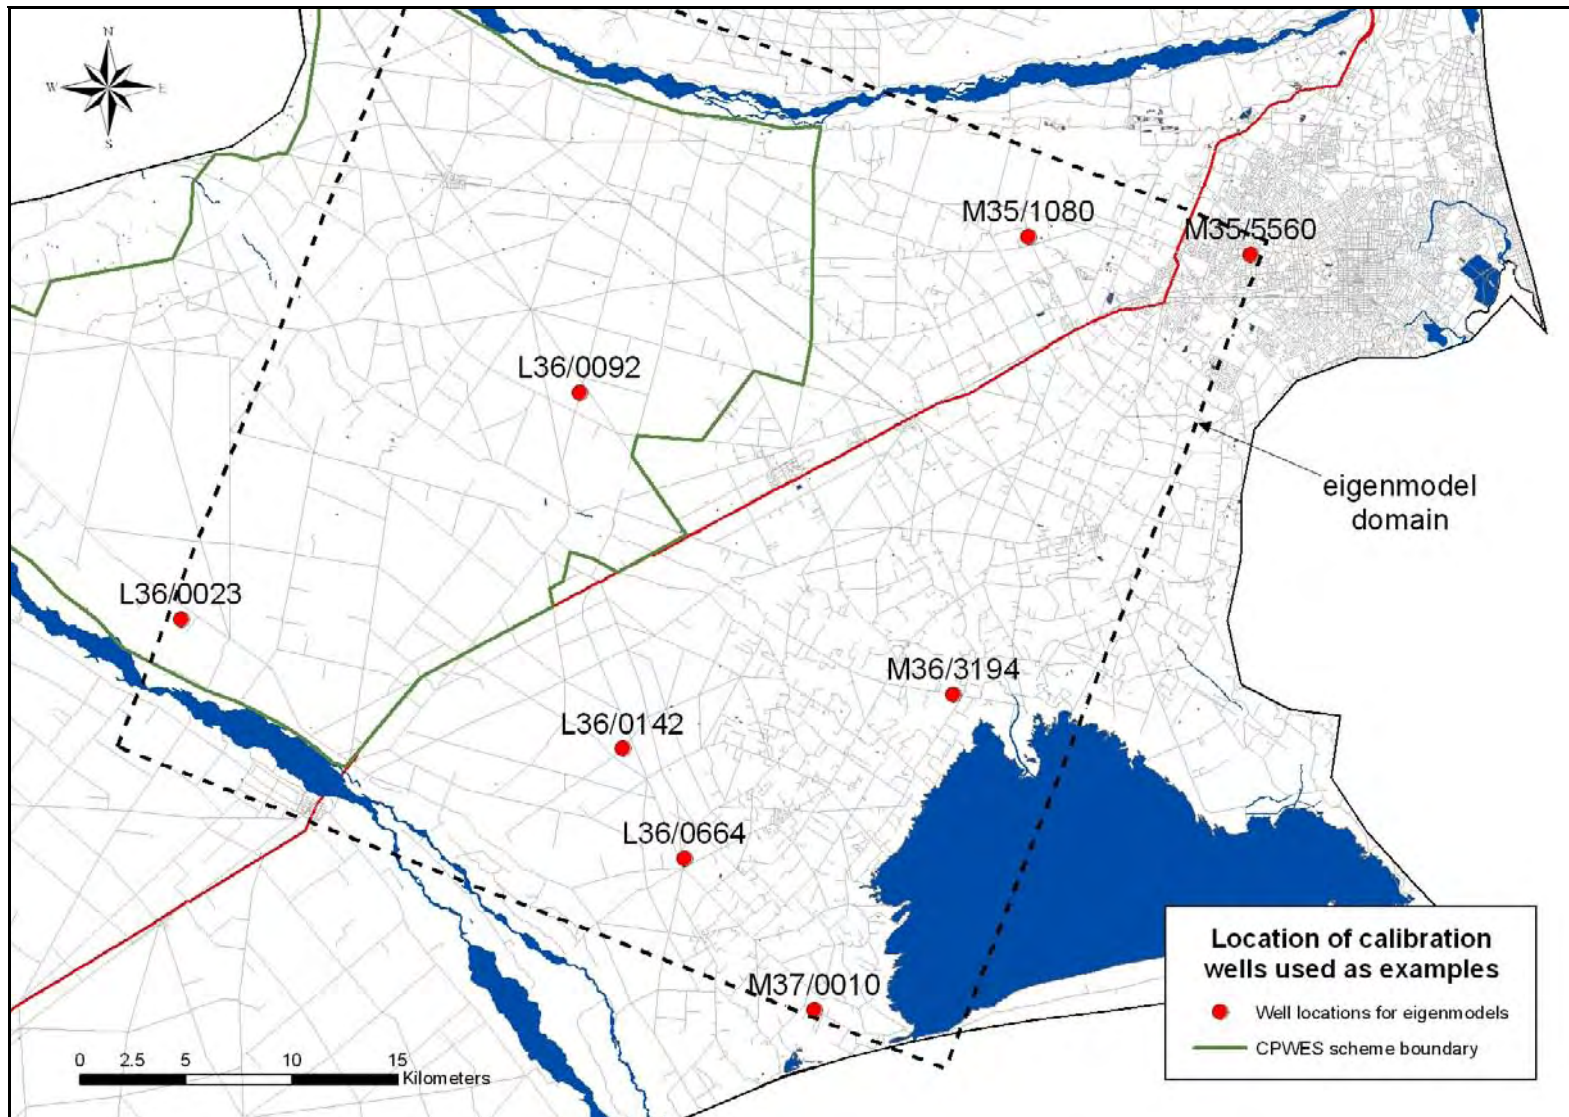 N
W E
S
M35/1080
M35/5560
L36/0092
eigenmodel
domain
L36/0023
M36/3194
L36/0142
L36/0664
M37/0010
Location of calibration
wells used as examples
Well locations for eigenmodels
CPWES scheme boundary
0 2.5 5 10 15
Kilometers